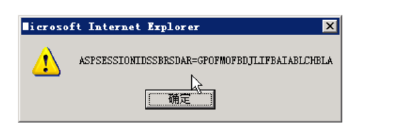 Microsoft Internet Explorer
ASPSESSIONIDSSBRSDAR=GPOFMOFBDJLIFBAIABLCHBLA
确定